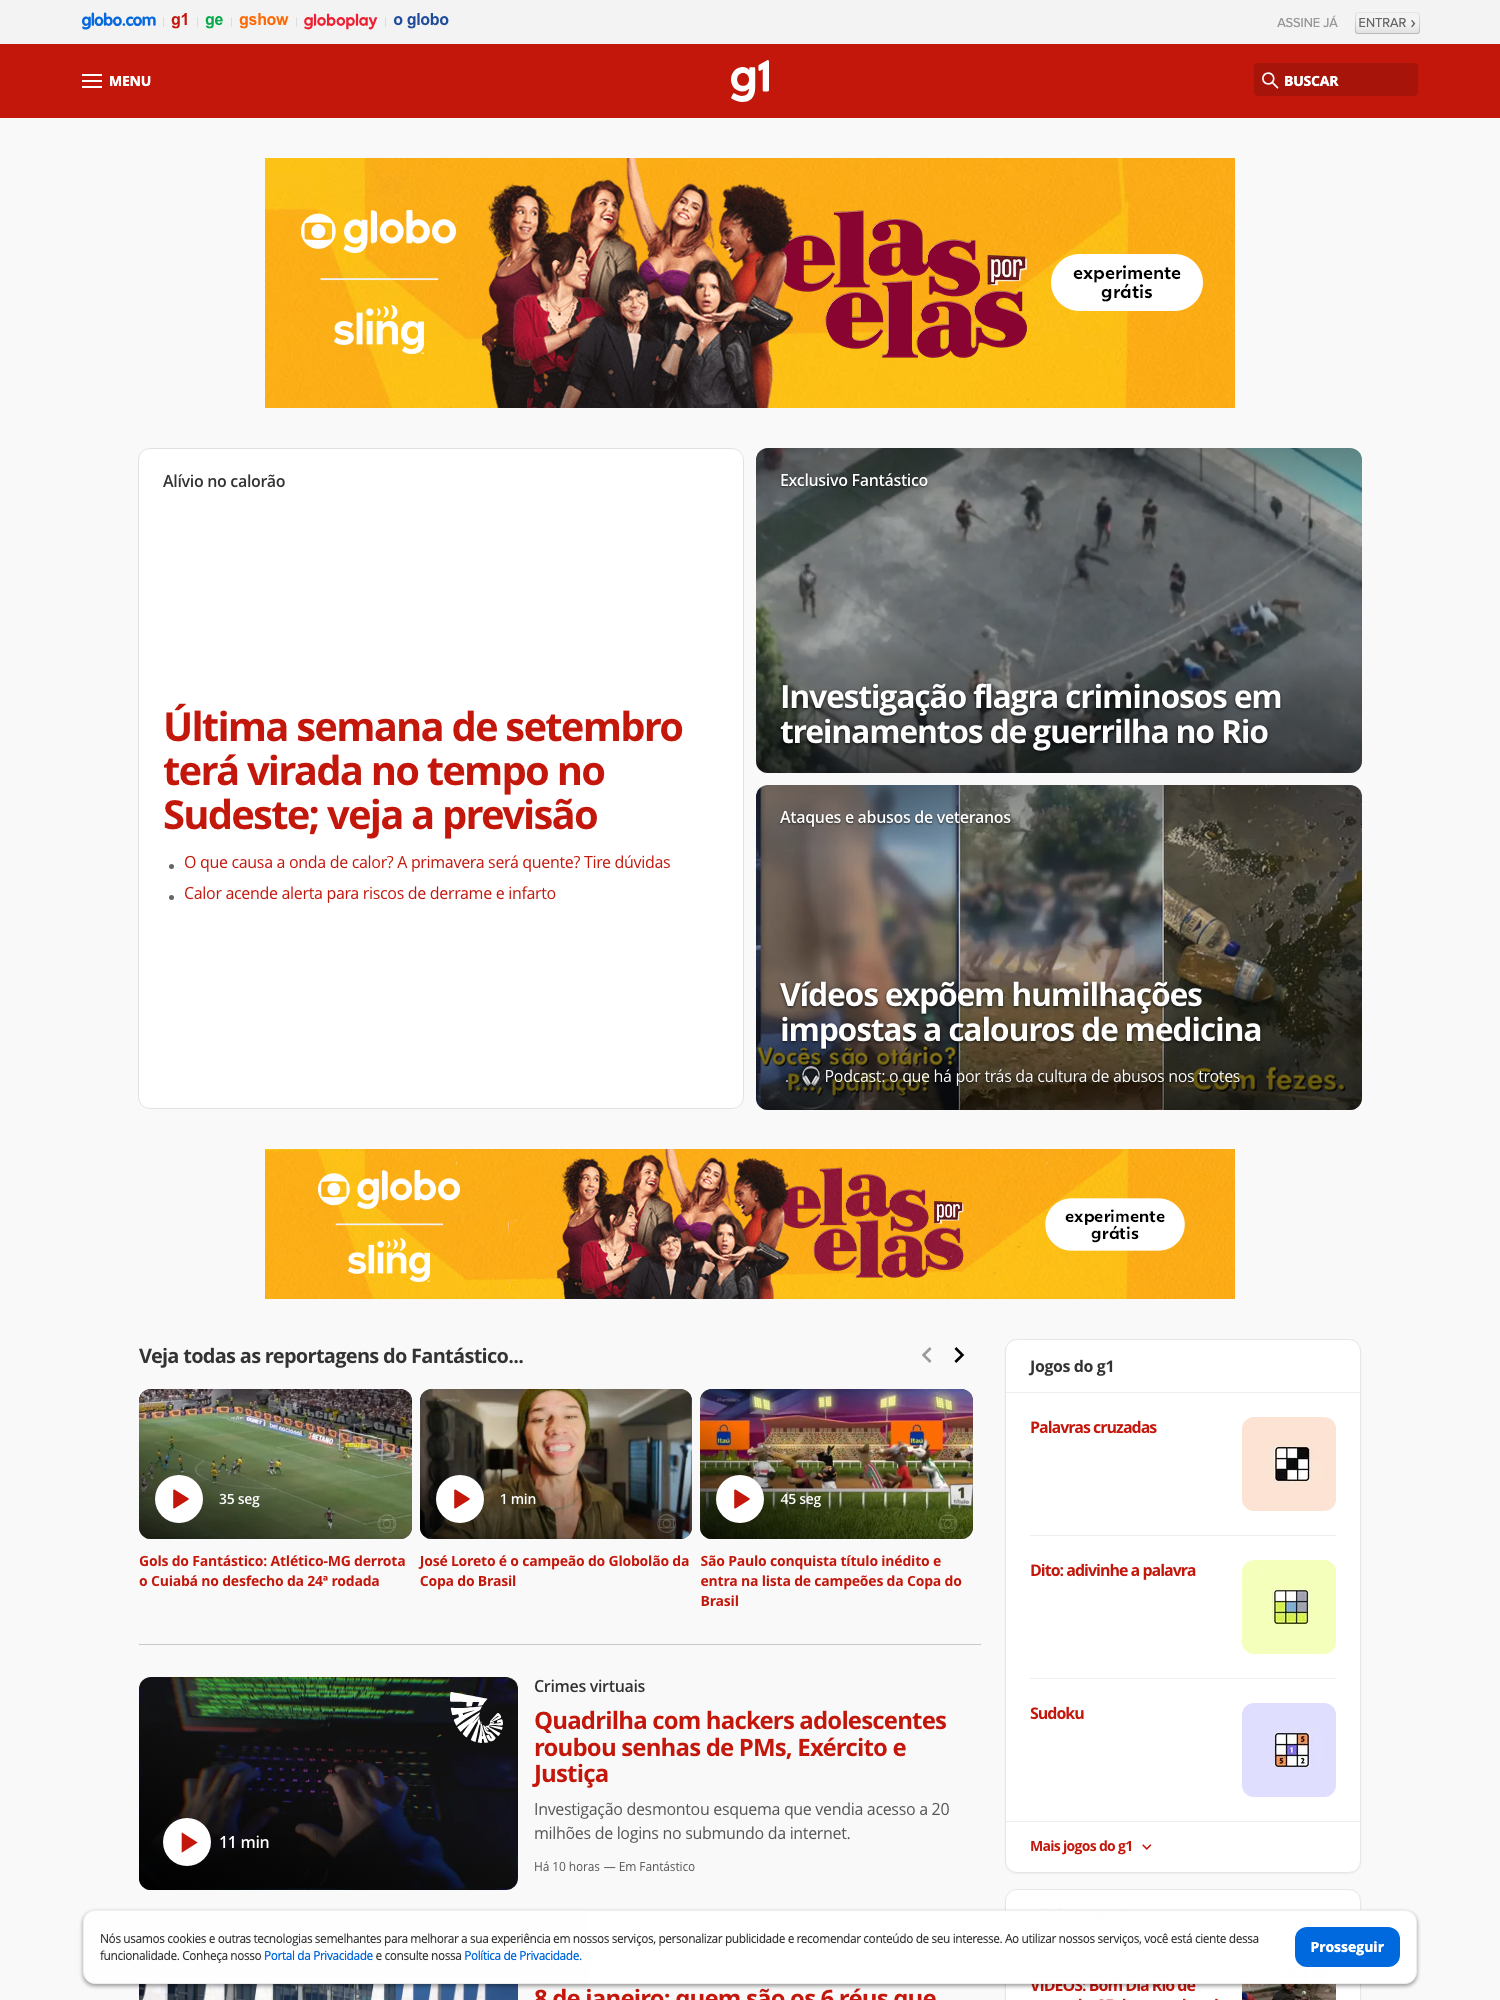 globo.com g1 ge gshow globoplay o globo
ASSINE JÁ ENTRAR ›
MENU
g1
BUSCAR
globo
sling
elas por elas
experimente
grátis
Alívio no calorão
Última semana de setembro
terá virada no tempo no
Sudeste; veja a previsão
O que causa a onda de calor? A primavera será quente? Tire dúvidas
Calor acende alerta para riscos de derrame e infarto
Exclusivo Fantástico
Investigação flagra criminosos em
treinamentos de guerrilha no Rio
Ataques e abusos de veteranos
Vídeos expõem humilhações
impostas a calouros de medicina
Vocês são otário?
P..., palhaço!
Com fezes.
Podcast: o que há por trás da cultura de abusos nos trotes
globo
sling
elas por elas
experimente
grátis
Veja todas as reportagens do Fantástico...
35 seg
Gols do Fantástico: Atlético-MG derrota
o Cuiabá no desfecho da 24ª rodada
1 min
José Loreto é o campeão do Globolão da
Copa do Brasil
Itaú
Itaú
1
título
45 seg
São Paulo conquista título inédito e
entra na lista de campeões da Copa do
Brasil
11 min
Crimes virtuais
Quadrilha com hackers adolescentes
roubou senhas de PMs, Exército e
Justiça
Investigação desmontou esquema que vendia acesso a 20
milhões de logins no submundo da internet.
Há 10 horas — Em Fantástico
8 de janeiro: quem são os 6 réus que
Jogos do g1
Palavras cruzadas
Dito: adivinhe a palavra
Sudoku
5
1
5 2
Mais jogos do g1
VÍDEOS: Bom Dia Rio de
Nós usamos cookies e outras tecnologias semelhantes para melhorar a sua experiência em nossos serviços, personalizar publicidade e recomendar conteúdo de seu interesse. Ao utilizar nossos serviços, você está ciente dessa
funcionalidade. Conheça nosso Portal da Privacidade e consulte nossa Política de Privacidade.
Prosseguir